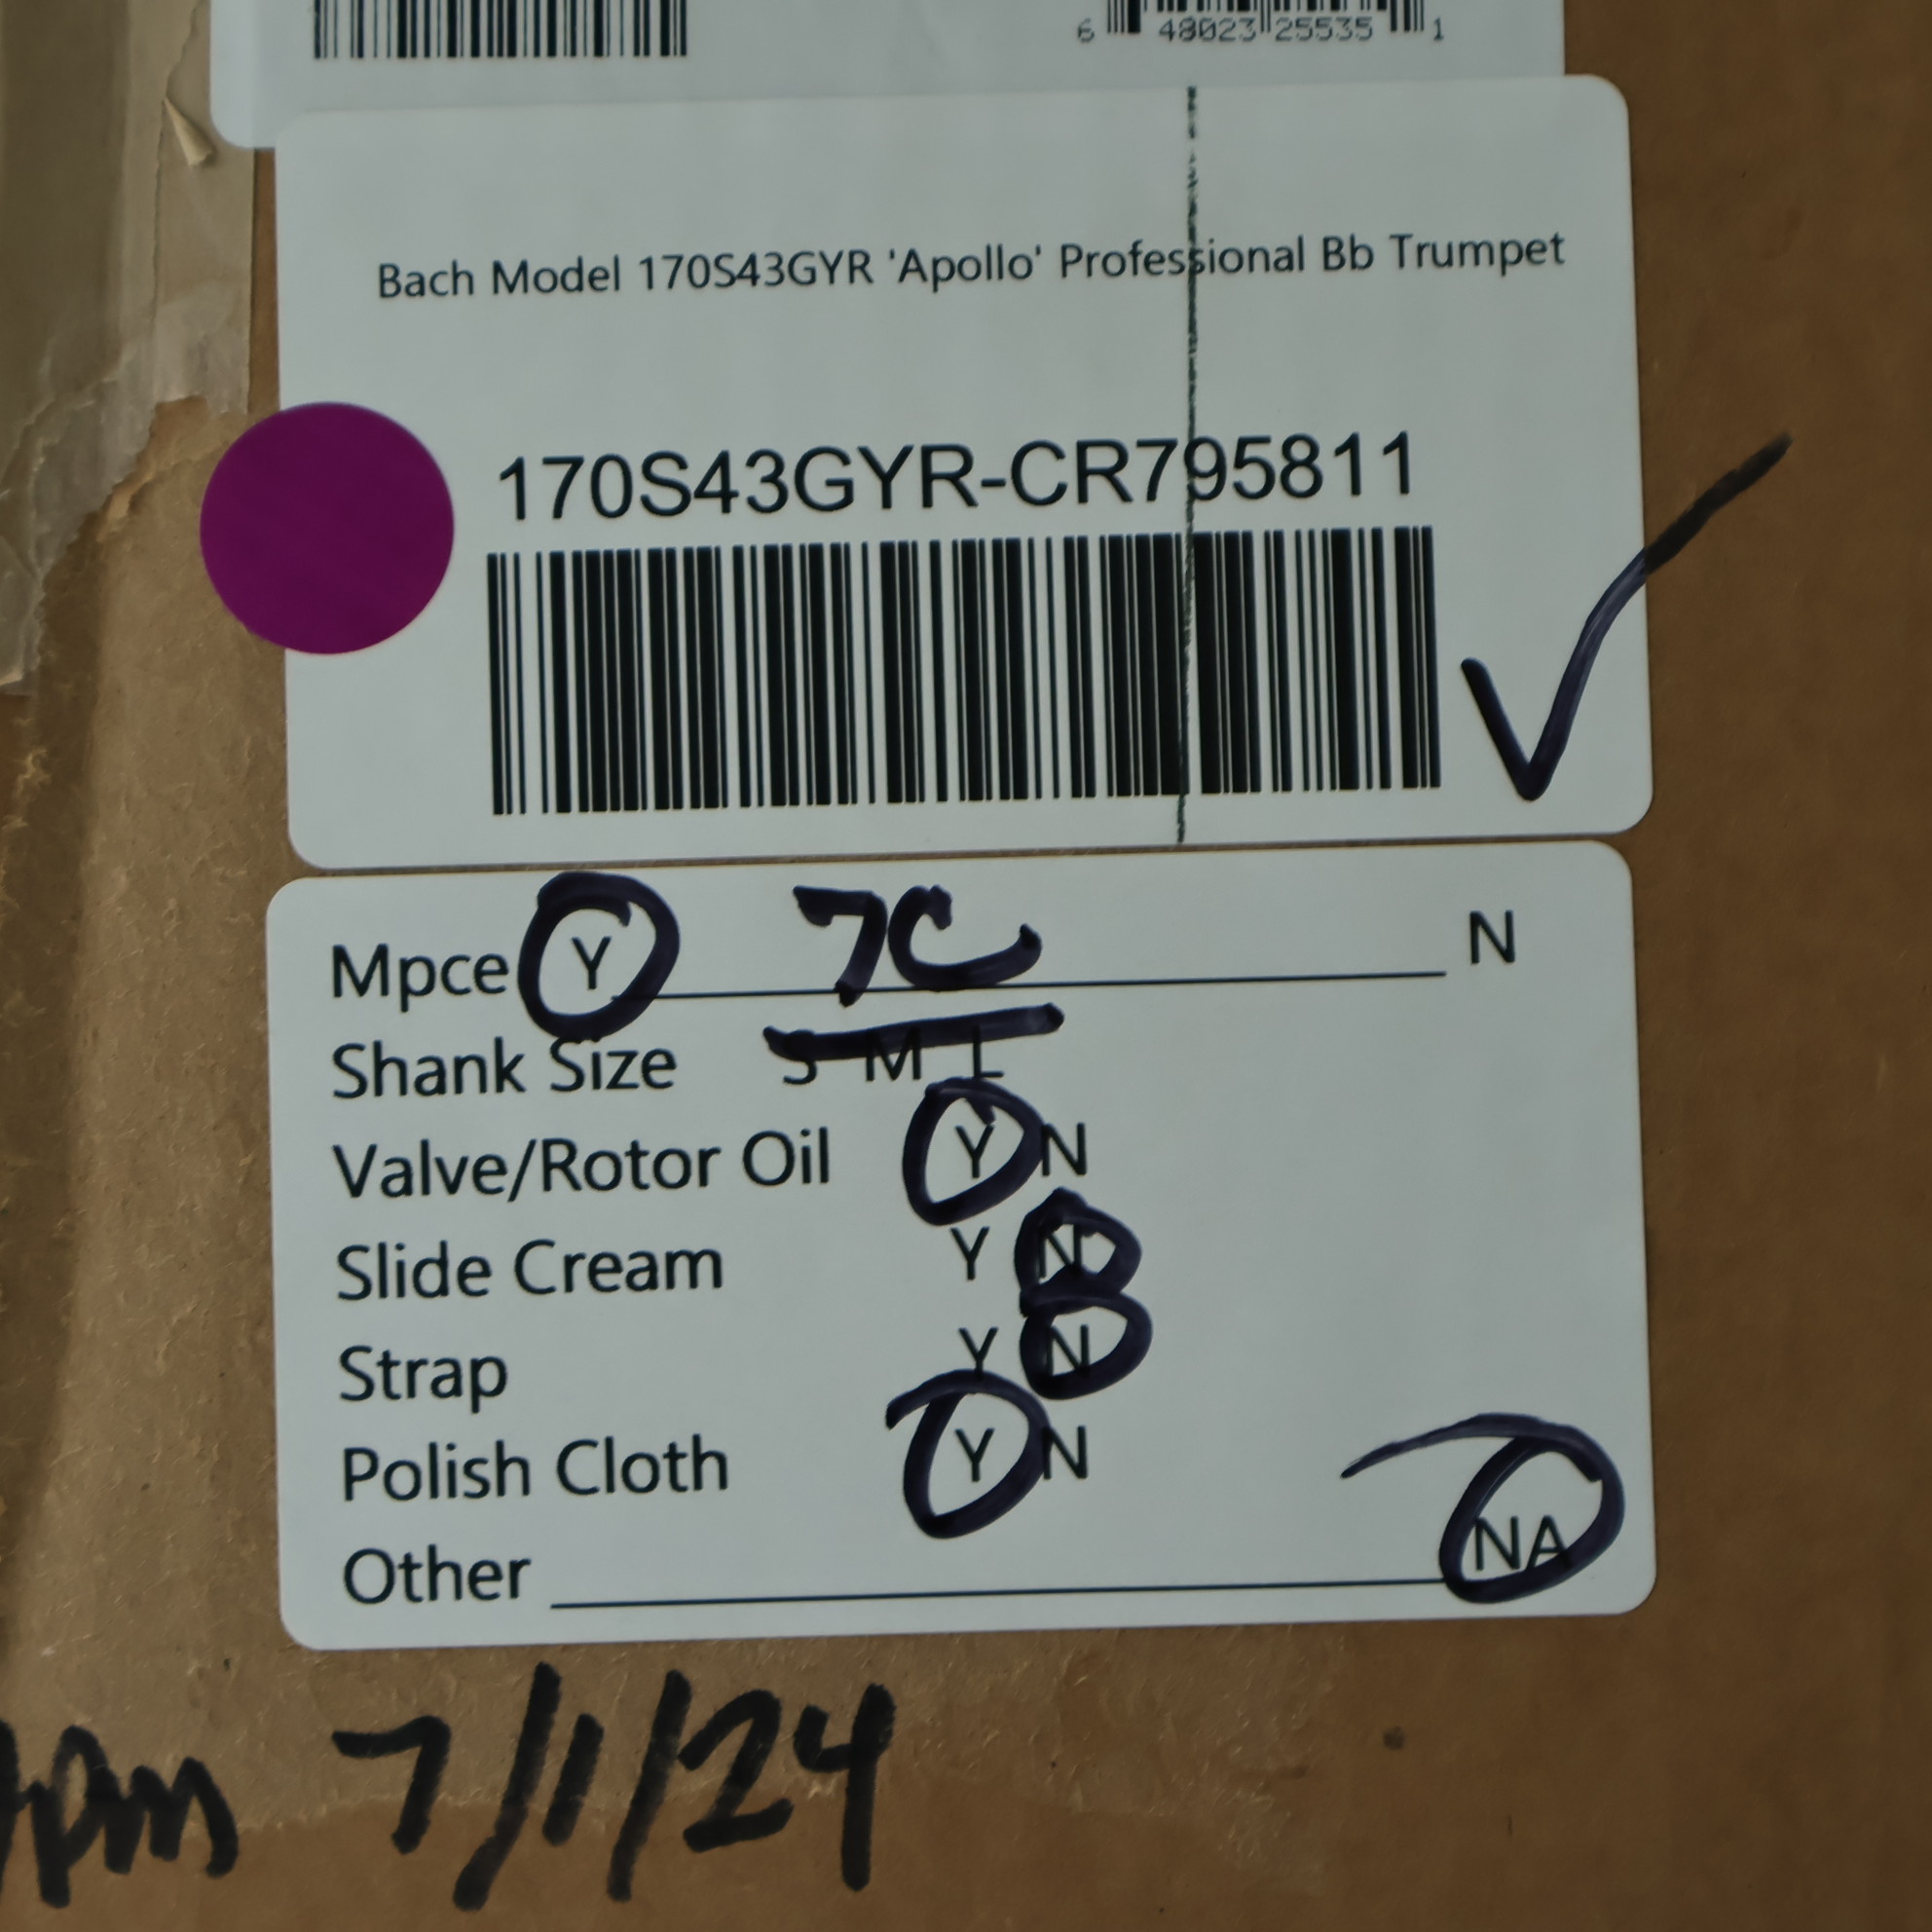 6 48023 25535 1
Bach Model 170S43GYR 'Apollo' Professional Bb Trumpet
170S43GYR-CR795811
Mpce Y 7C N
Shank Size S M L
Valve/Rotor Oil Y N
Slide Cream Y N
Strap Y N
Polish Cloth Y N
Other NA
7/1/24